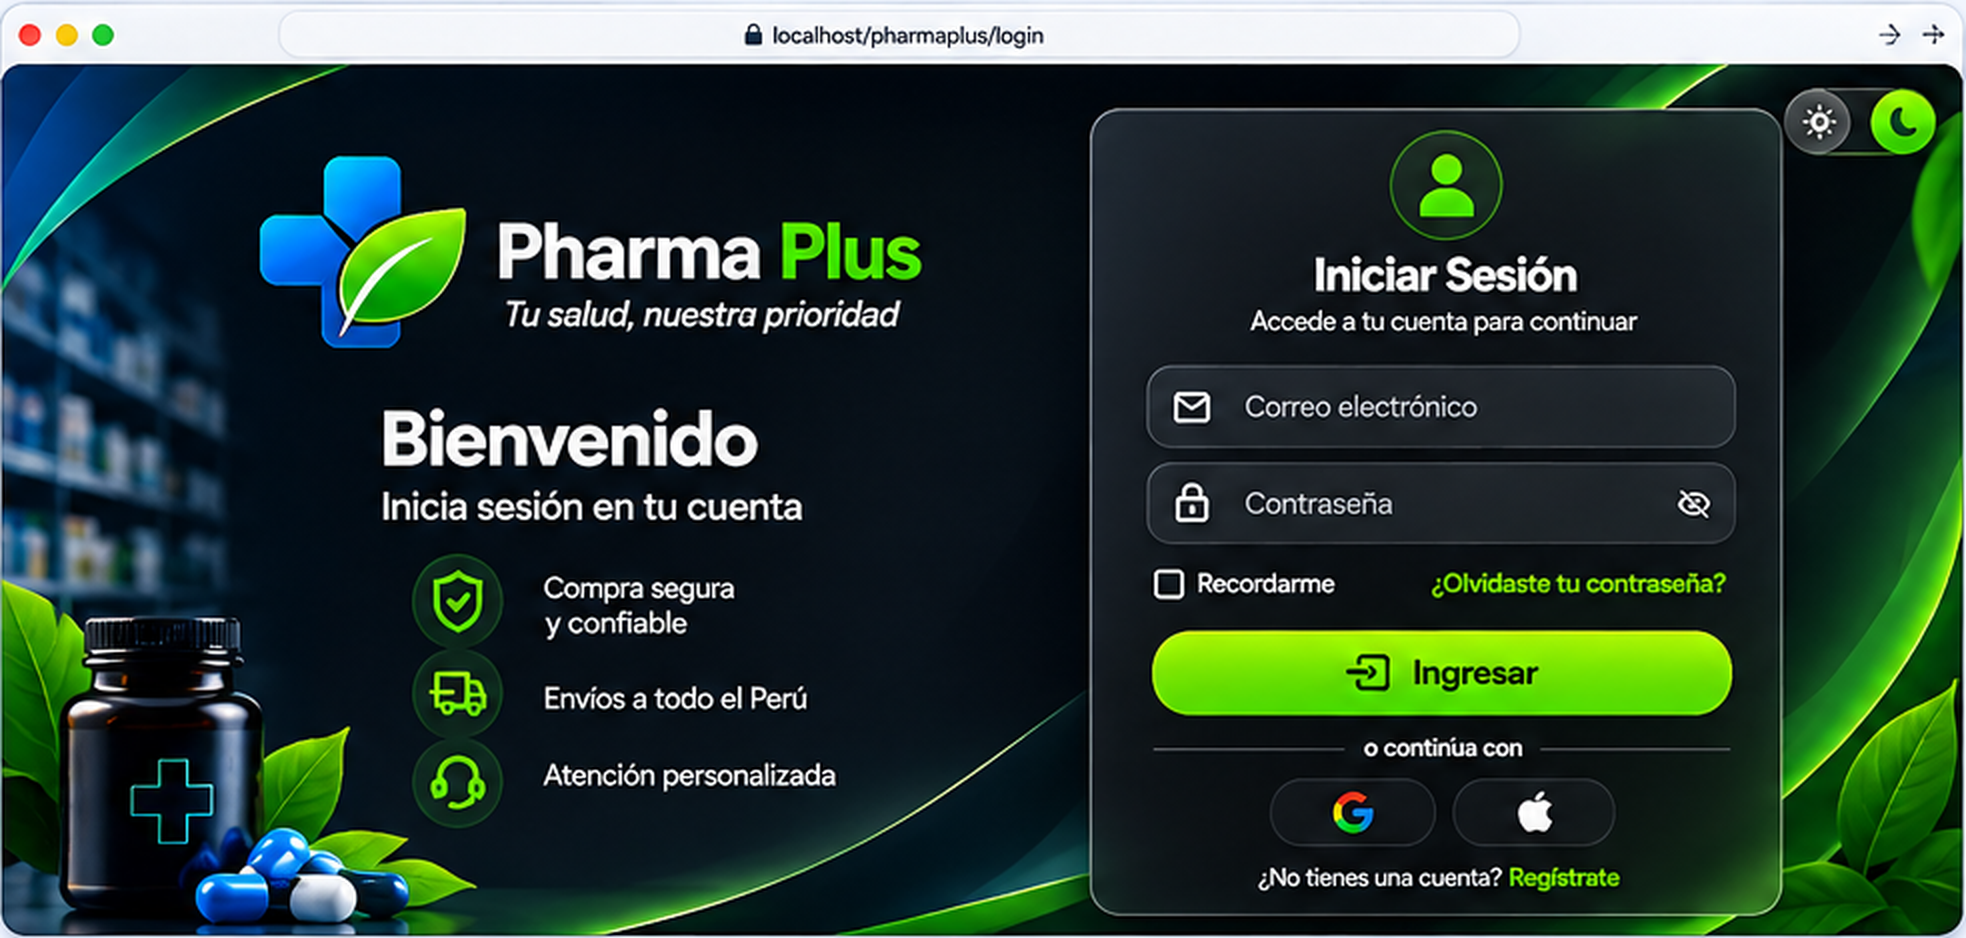 localhost/pharmaplus/login
Pharma Plus
Tu salud, nuestra prioridad
Bienvenido
Inicia sesión en tu cuenta
Compra segura
y confiable
Envíos a todo el Perú
Atención personalizada
Iniciar Sesión
Accede a tu cuenta para continuar
Correo electrónico
Contraseña
Recordarme
¿Olvidaste tu contraseña?
Ingresar
o continúa con
¿No tienes una cuenta? Regístrate